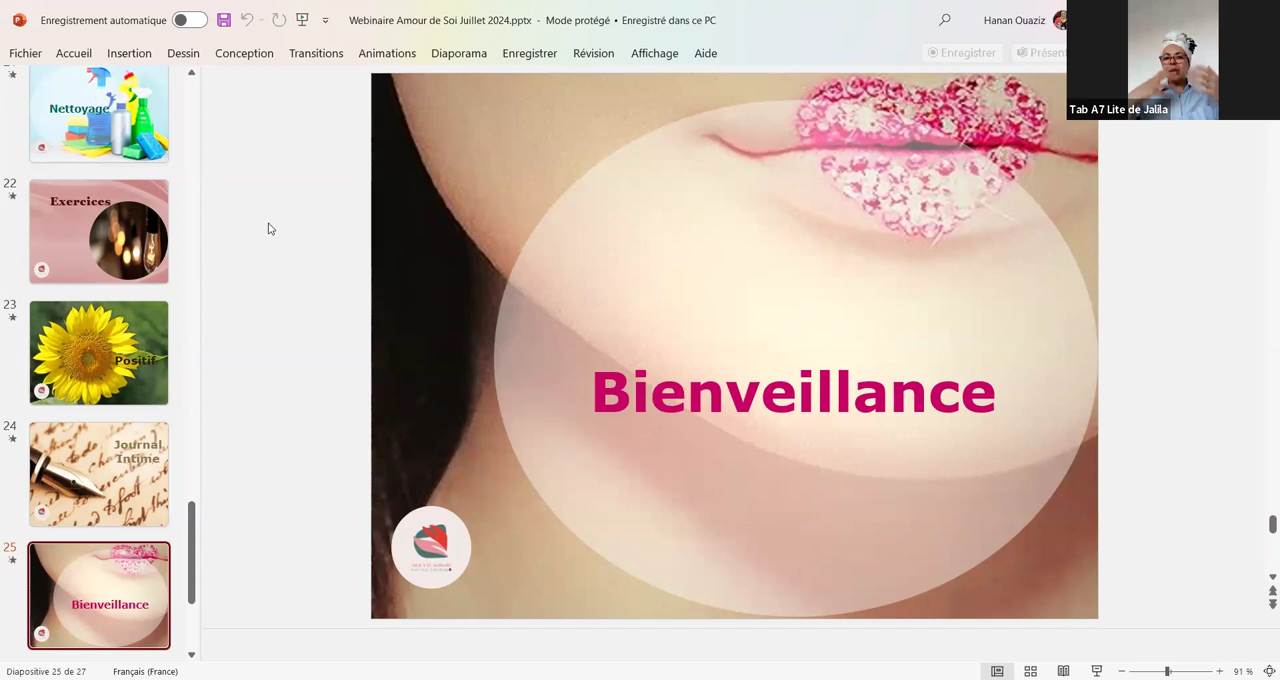 Enregistrement automatique
Webinaire Amour de Soi Juillet 2024.pptx - Mode protégé • Enregistré dans ce PC
Hanan Ouaziz
Fichier Accueil Insertion Dessin Conception Transitions Animations Diaporama Enregistrer Révision Affichage Aide
Enregistrer
Tab A7 Lite de Jalila
Nettoyage
22
Exercices
23
Positif
24
Journal
Intime
25
Bienveillance
Bienveillance
Diapositive 25 de 27 Français (France)
91 %